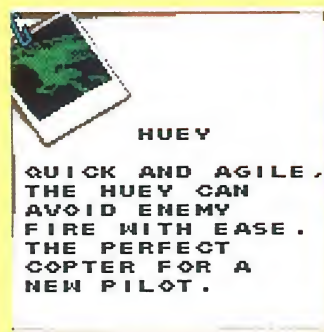 HUEY
QUICK AND AGILE,
THE HUEY CAN
AVOID ENEMY
FIRE WITH EASE.
THE PERFECT
COPTER FOR A
NEW PILOT.